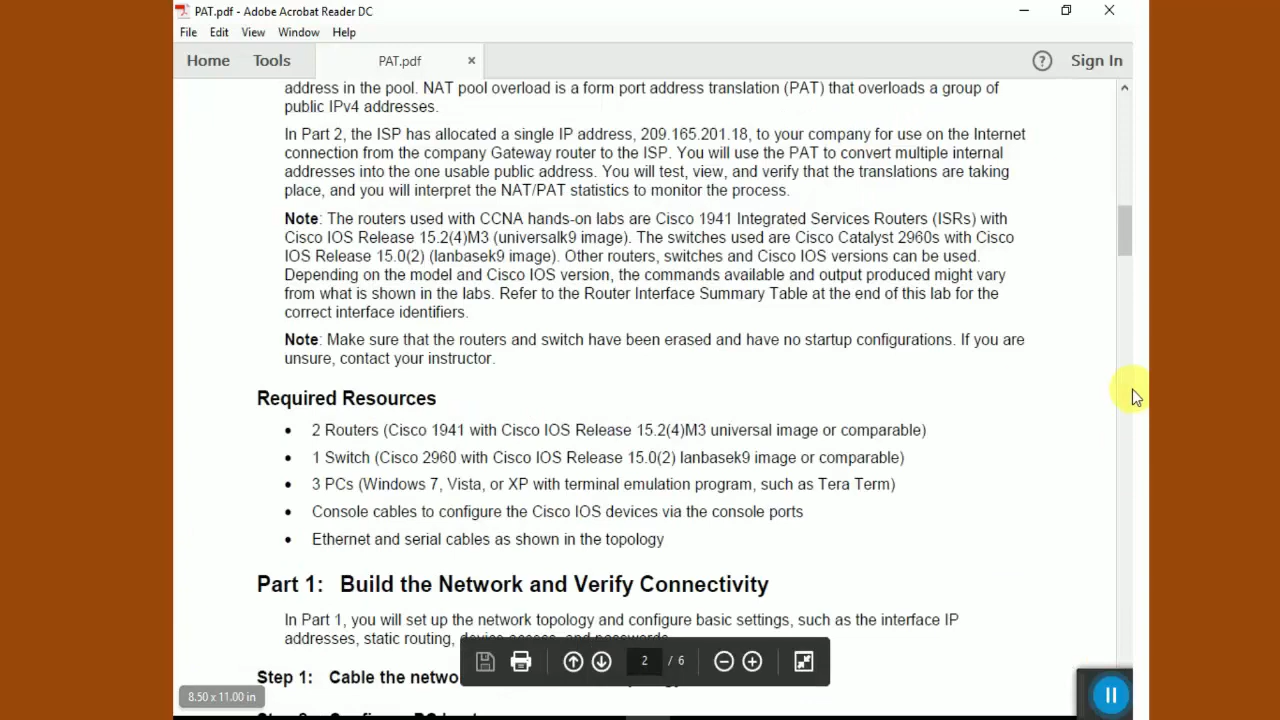 PAT.pdf - Adobe Acrobat Reader DC
File Edit View Window Help
Home Tools PAT.pdf × ? Sign In
address in the pool. NAT pool overload is a form port address translation (PAT) that overloads a group of
public IPv4 addresses.
In Part 2, the ISP has allocated a single IP address, 209.165.201.18, to your company for use on the Internet
connection from the company Gateway router to the ISP. You will use the PAT to convert multiple internal
addresses into the one usable public address. You will test, view, and verify that the translations are taking
place, and you will interpret the NAT/PAT statistics to monitor the process.
Note: The routers used with CCNA hands-on labs are Cisco 1941 Integrated Services Routers (ISRs) with
Cisco IOS Release 15.2(4)M3 (universalk9 image). The switches used are Cisco Catalyst 2960s with Cisco
IOS Release 15.0(2) (lanbasek9 image). Other routers, switches and Cisco IOS versions can be used.
Depending on the model and Cisco IOS version, the commands available and output produced might vary
from what is shown in the labs. Refer to the Router Interface Summary Table at the end of this lab for the
correct interface identifiers.
Note: Make sure that the routers and switch have been erased and have no startup configurations. If you are
unsure, contact your instructor.
Required Resources
• 2 Routers (Cisco 1941 with Cisco IOS Release 15.2(4)M3 universal image or comparable)
• 1 Switch (Cisco 2960 with Cisco IOS Release 15.0(2) lanbasek9 image or comparable)
• 3 PCs (Windows 7, Vista, or XP with terminal emulation program, such as Tera Term)
• Console cables to configure the Cisco IOS devices via the console ports
• Ethernet and serial cables as shown in the topology
Part 1: Build the Network and Verify Connectivity
In Part 1, you will set up the network topology and configure basic settings, such as the interface IP
addresses, static routing, device access, and passwords.
2 / 6
Step 1: Cable the netwo
8.50 x 11.00 in